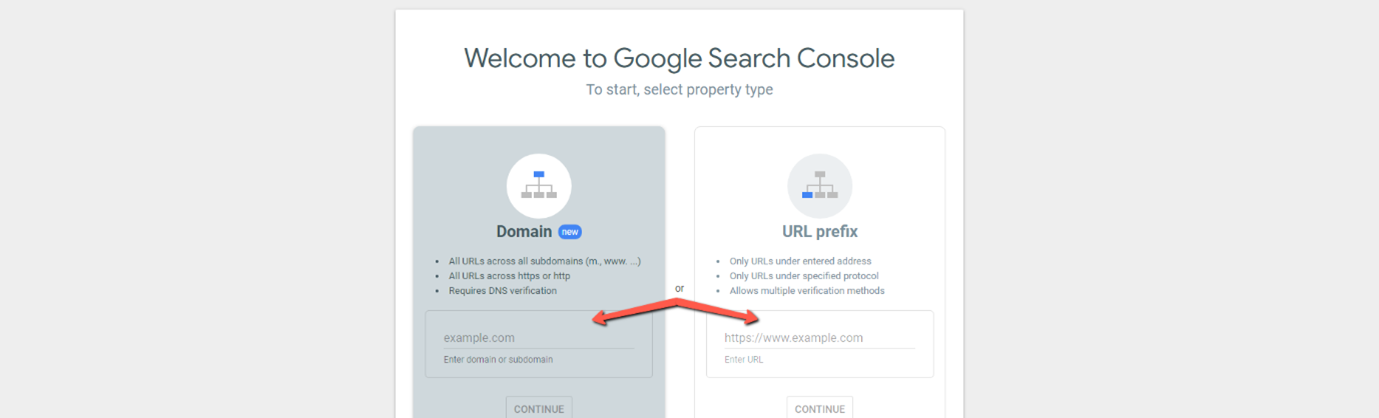 Welcome to Google Search Console
To start, select property type
Domain new
All URLs across all subdomains (m., www. ...)
All URLs across https or http
Requires DNS verification
example.com
Enter domain or subdomain
CONTINUE
or
URL prefix
Only URLs under entered address
Only URLs under specified protocol
Allows multiple verification methods
https://www.example.com
Enter URL
CONTINUE